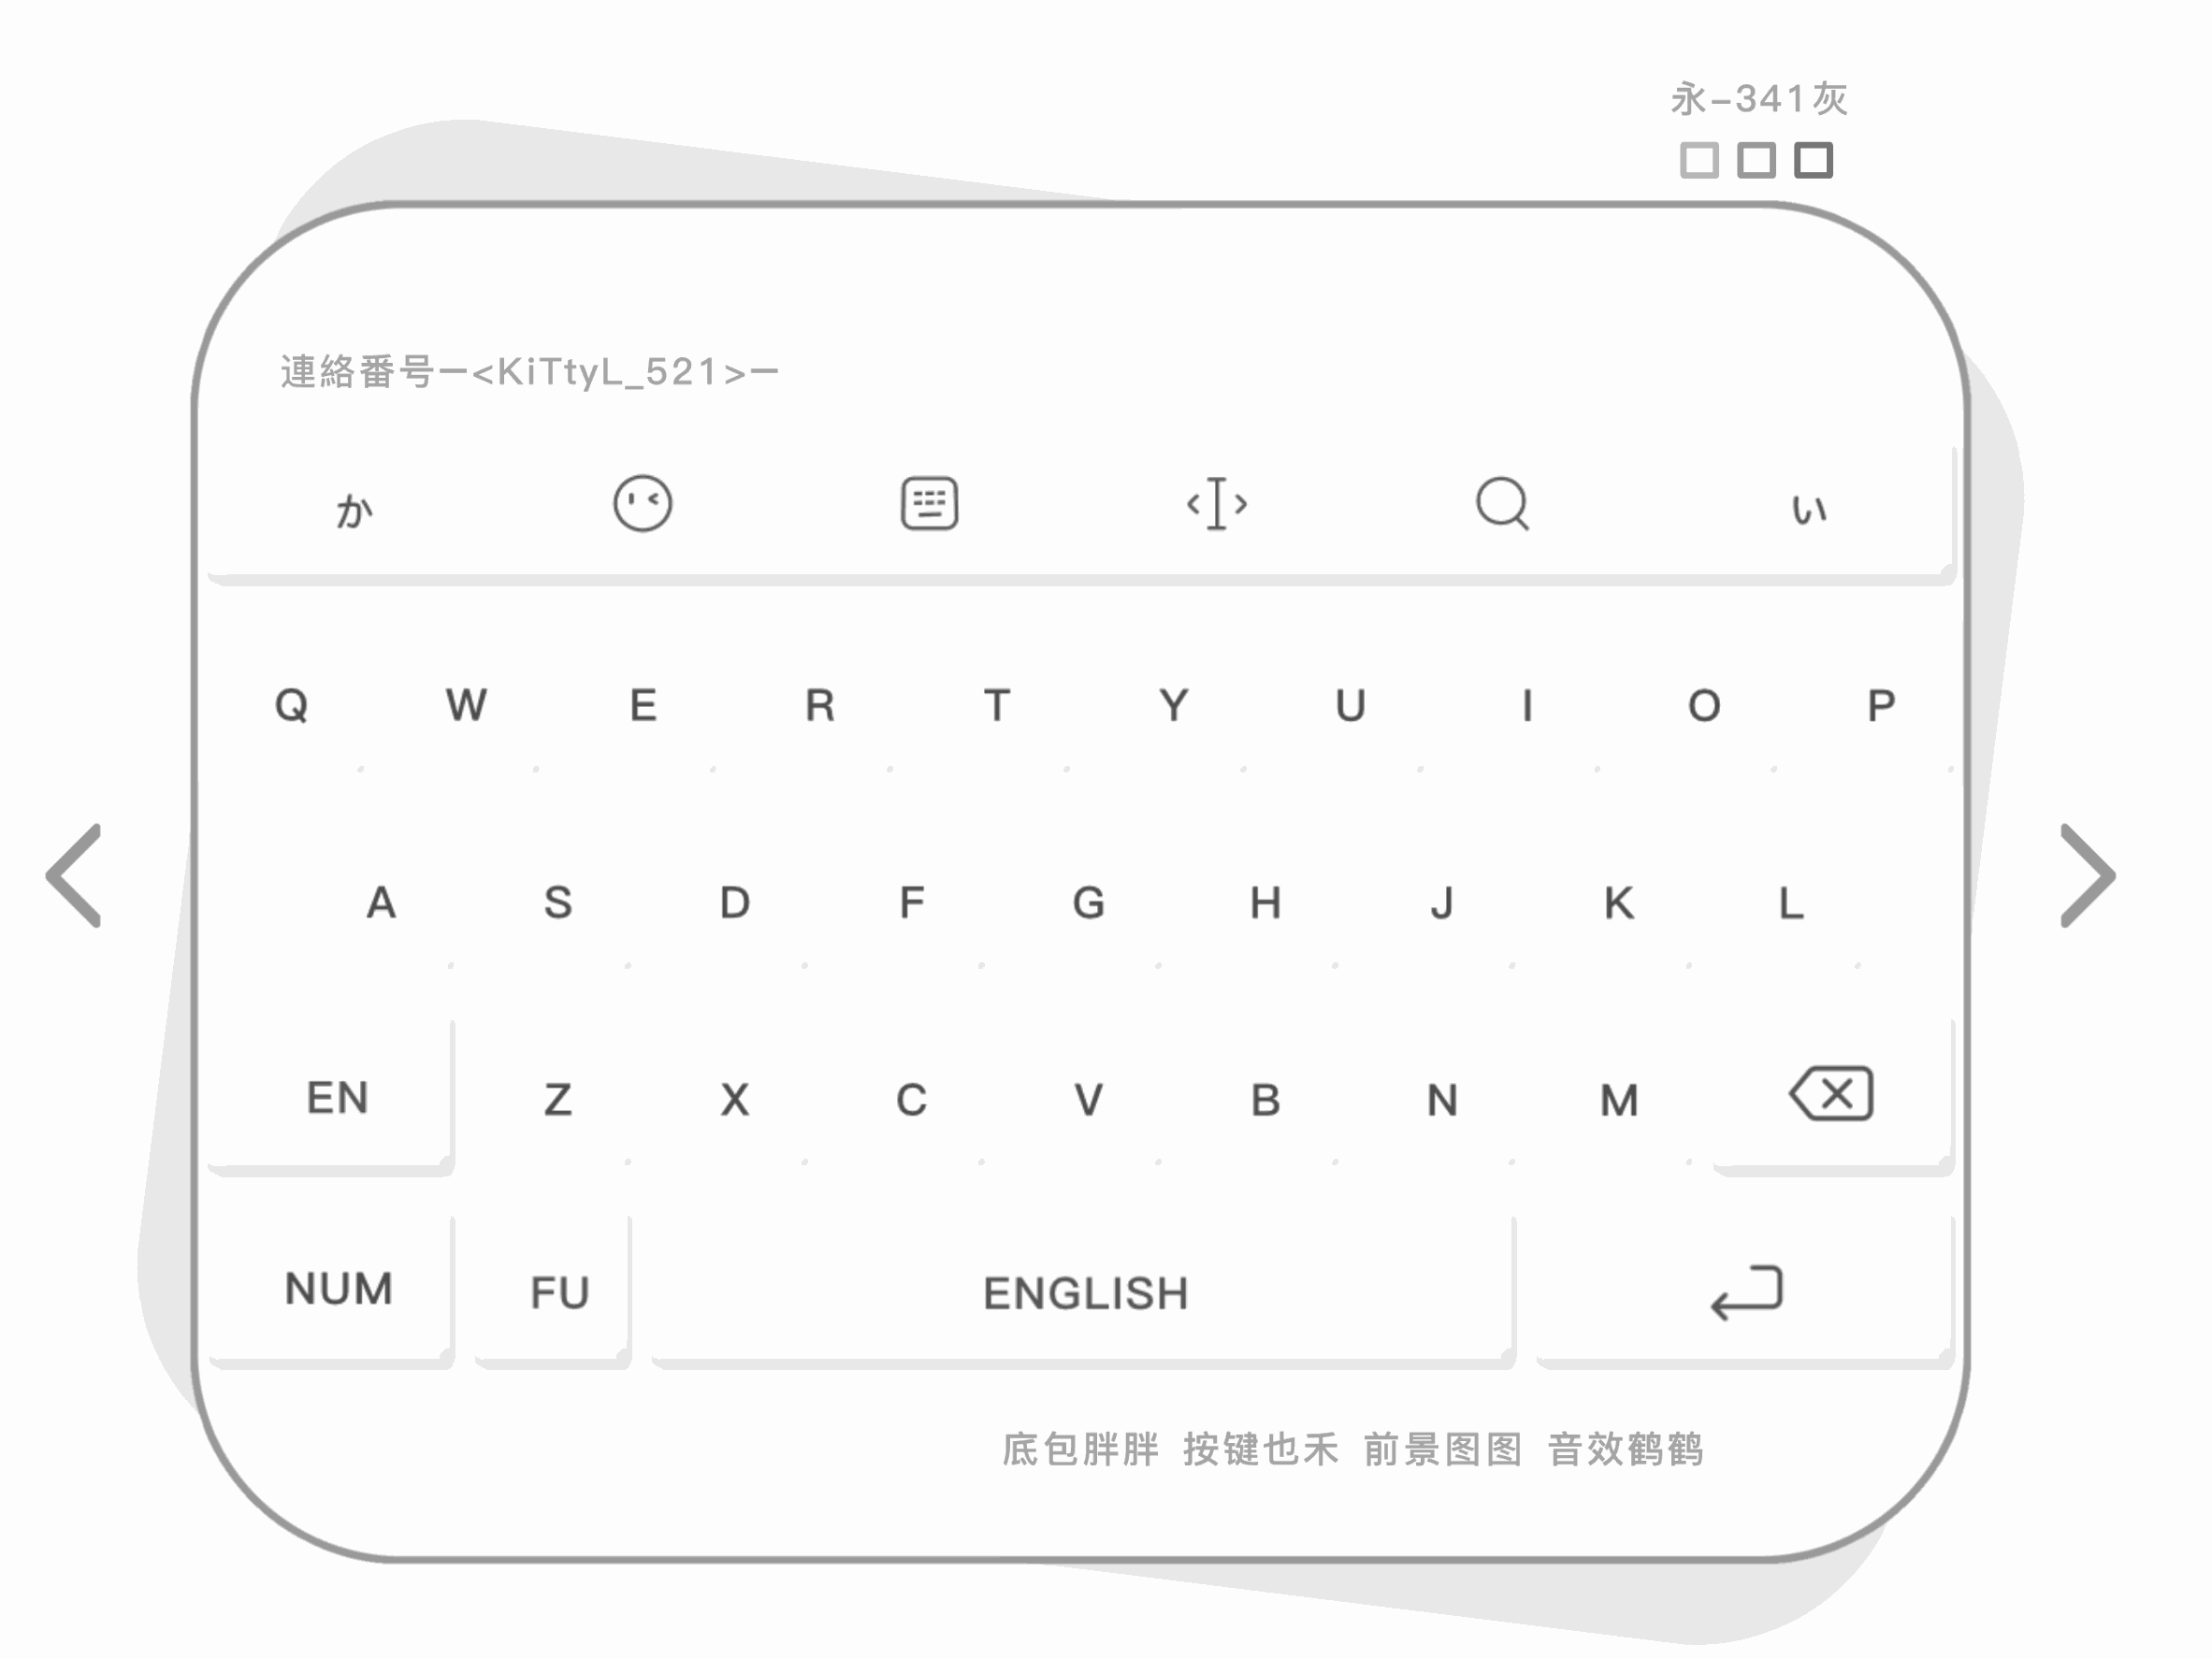 永-341灰
連絡番号ー<KiTtyL_521>ー
か い
Q W E R T Y U I O P
A S D F G H J K L
EN Z X C V B N M
NUM FU ENGLISH
底包胖胖 按键也禾 前景图图 音效鹤鹤